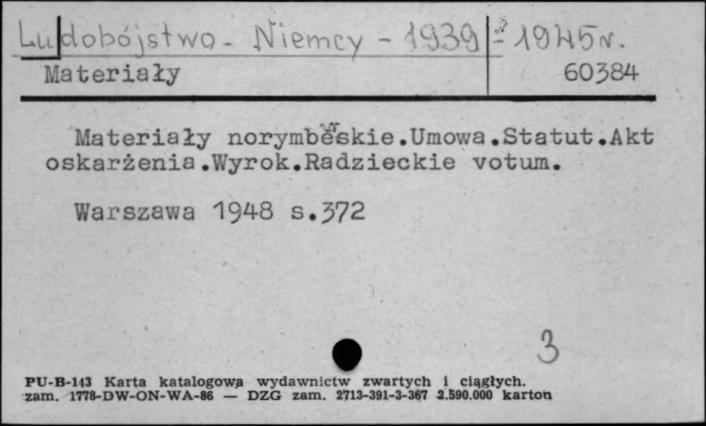 Ludobójstwo - Niemcy - 1939 - 1945 r.
Materiały 60384
Materiały norymberskie.Umowa.Statut.Akt
oskarżenia.Wyrok.Radzieckie votum.
Warszawa 1948 s.372
3
PU-B-143 Karta katalogowa wydawnictw zwartych i ciągłych.
zam. 1778-DW-ON-WA-86 — DZG zam. 2713-391-3-367 2.590.000 karton